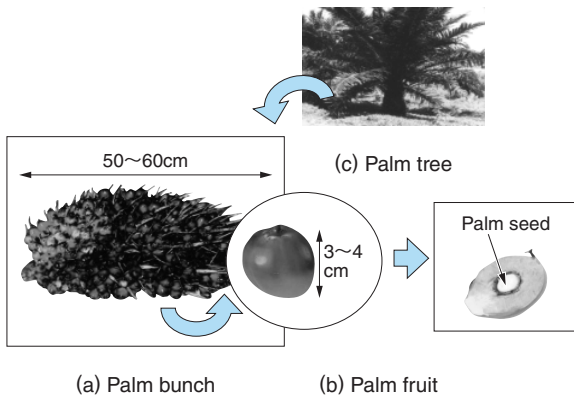 (c) Palm tree
50～60cm
3～4
cm
Palm seed
(a) Palm bunch
(b) Palm fruit